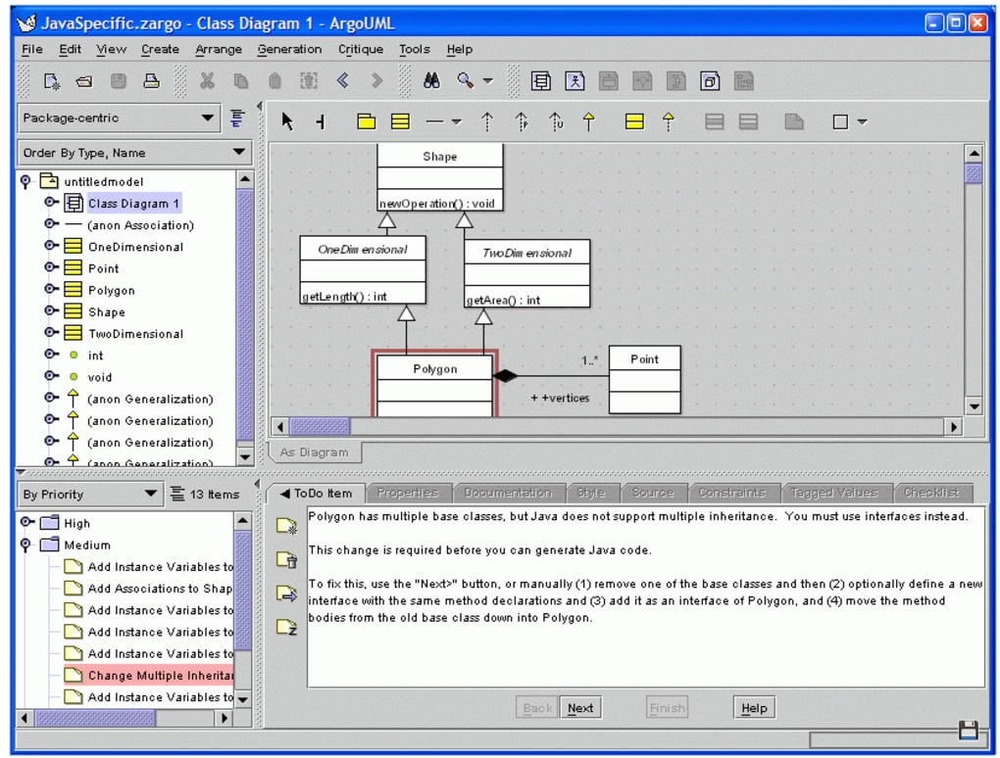 JavaSpecific.zargo - Class Diagram 1 - ArgoUML
File Edit View Create Arrange Generation Critique Tools Help
Package-centric
Order By Type, Name
untitledmodel
Class Diagram 1
(anon Association)
OneDimensional
Point
Polygon
Shape
TwoDimensional
int
void
(anon Generalization)
(anon Generalization)
(anon Generalization)
(anon Generalization)
Shape
newOperation() : void
OneDimensional
getLength() : int
TwoDimensional
getArea() : int
Polygon
1..*
+ +vertices
Point
As Diagram
By Priority 13 Items
High
Medium
Add Instance Variables to
Add Associations to Shap
Add Instance Variables to
Add Instance Variables to
Add Instance Variables to
Change Multiple Inherita
Add Instance Variables to
ToDo Item Properties Documentation Style Source Constraints Tagged Values Checklist
Polygon has multiple base classes, but Java does not support multiple inheritance. You must use interfaces instead.
This change is required before you can generate Java code.
To fix this, use the "Next>" button, or manually (1) remove one of the base classes and then (2) optionally define a new
interface with the same method declarations and (3) add it as an interface of Polygon, and (4) move the method
bodies from the old base class down into Polygon.
Back Next Finish Help